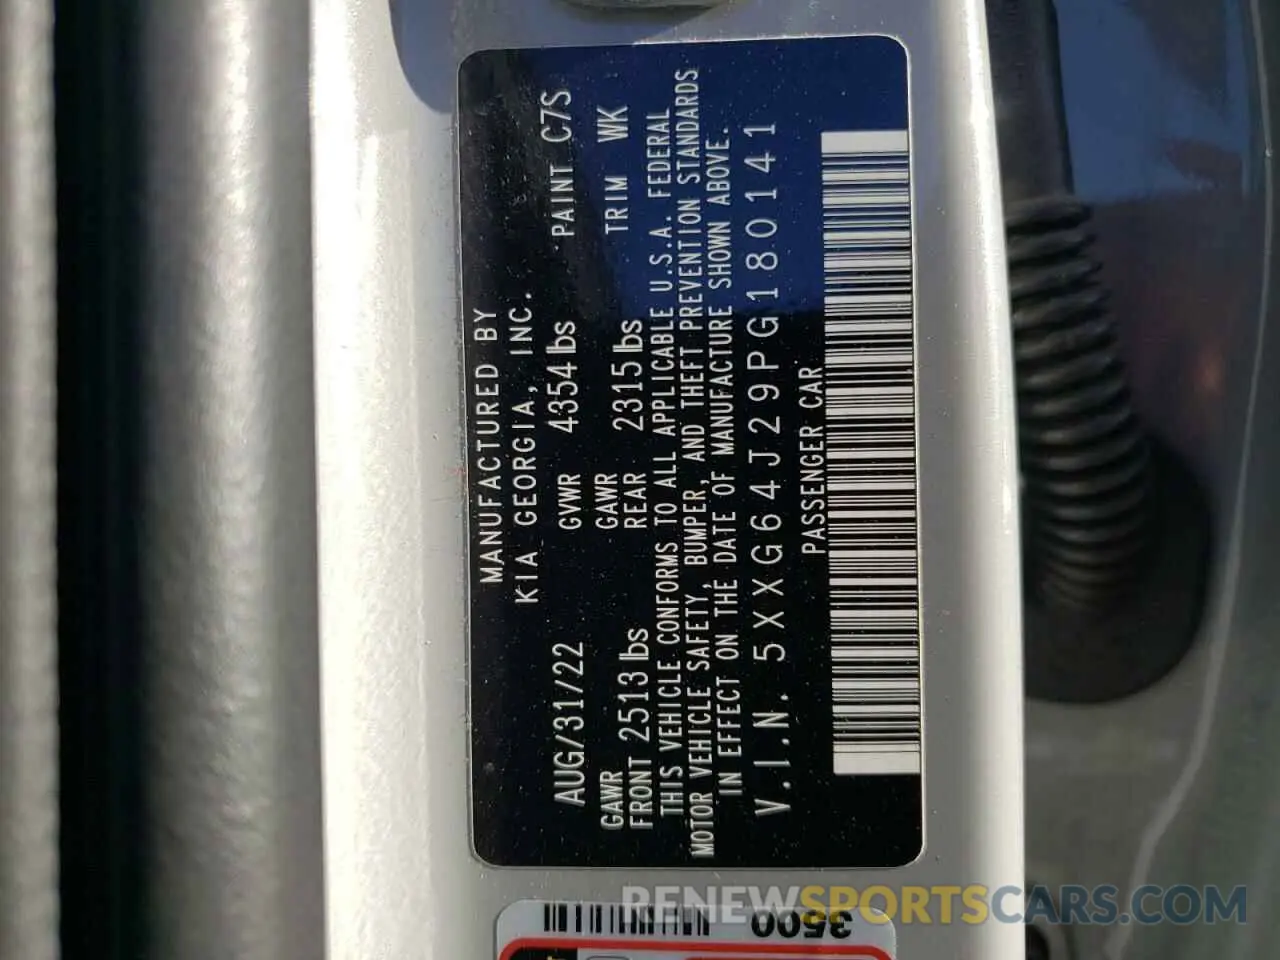 MANUFACTURED BY
KIA GEORGIA, INC.
AUG/31/22 GVWR 4354 lbs PAINT C7S
GAWR GAWR
FRONT 2513 lbs REAR 2315 lbs TRIM WK
THIS VEHICLE CONFORMS TO ALL APPLICABLE U.S.A. FEDERAL
MOTOR VEHICLE SAFETY, BUMPER, AND THEFT PREVENTION STANDARDS
IN EFFECT ON THE DATE OF MANUFACTURE SHOWN ABOVE.
V.I.N. 5XXG64J29PG180141
PASSENGER CAR
3500
RENEWSPORTSCARS.COM